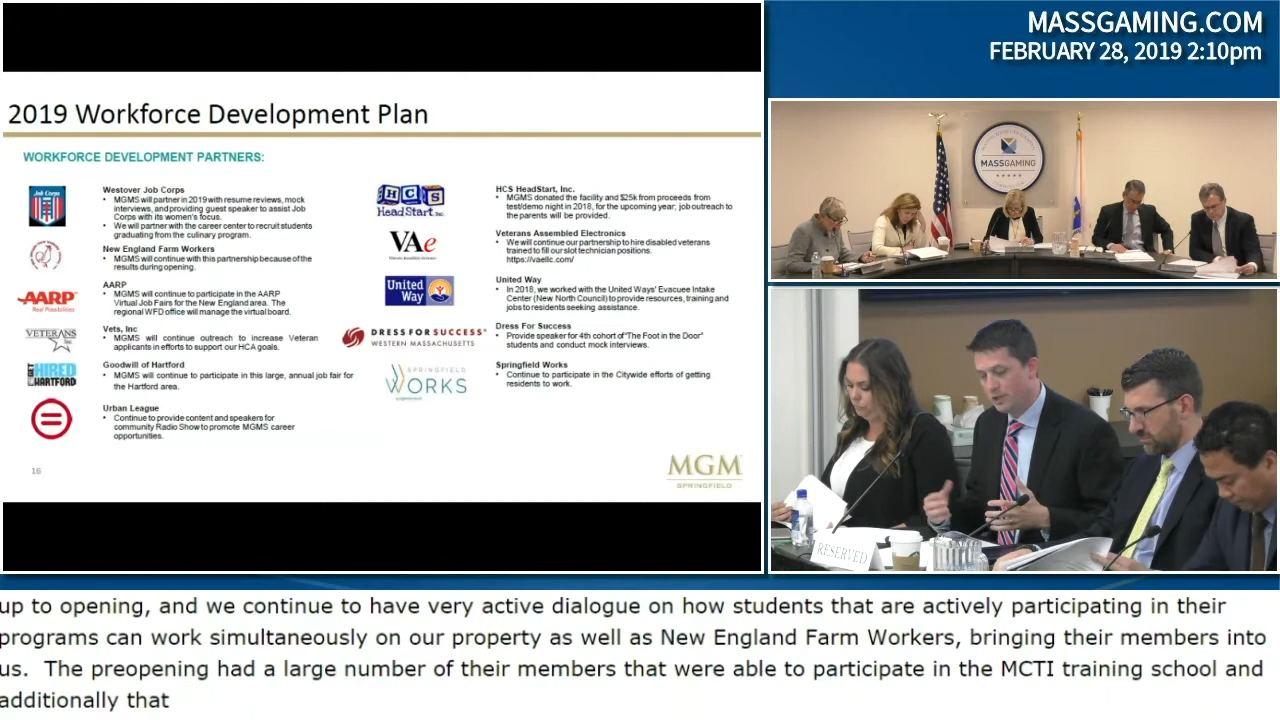 MASSGAMING.COM
FEBRUARY 28, 2019 2:10pm
2019 Workforce Development Plan
WORKFORCE DEVELOPMENT PARTNERS:
Job Corps
Westover Job Corps
• MGMS will partner in 2019 with resume reviews, mock
interviews, and providing guest speaker to assist Job
Corps with its women's focus.
• We will partner with the career center to recruit students
graduating from the culinary program.
New England Farm Workers
• MGMS will continue with this partnership because of the
results during opening.
AARP
Real Possibilities
AARP
• MGMS will continue to participate in the AARP
Virtual Job Fairs for the New England area. The
regional WFD office will manage the virtual board.
VETERANS
Inc
Vets, Inc
• MGMS will continue outreach to increase Veteran
applicants in efforts to support our HCA goals.
GET
HIRED
HARTFORD
Goodwill of Hartford
• MGMS will continue to participate in this large, annual job fair for
the Hartford area.
Urban League
• Continue to provide content and speakers for
community Radio Show to promote MGMS career
opportunities.
HCS
Head Start Inc.
HCS HeadStart, Inc.
• MGMS donated the facility and $25k from proceeds from
test/demo night in 2018, for the upcoming year; job outreach to
the parents will be provided.
VAe
Veterans Assembled Electronics
• We will continue our partnership to hire disabled veterans
trained to fill our slot technician positions.
https://vaellc.com/
United
Way
United Way
• In 2018, we worked with the United Ways' Evacuee Intake
Center (New North Council) to provide resources, training and
jobs to residents seeking assistance.
DRESS FOR SUCCESS®
WESTERN MASSACHUSETTS
Dress For Success
• Provide speaker for 4th cohort of"The Foot in the Door"
students and conduct mock interviews.
SPRINGFIELD
WORKS
Springfield Works
• Continue to participate in the Citywide efforts of getting
residents to work.
16
MGM
SPRINGFIELD
MASSGAMING
RESERVED
up to opening, and we continue to have very active dialogue on how students that are actively participating in their
programs can work simultaneously on our property as well as New England Farm Workers, bringing their members into
us.  The preopening had a large number of their members that were able to participate in the MCTI training school and
additionally that